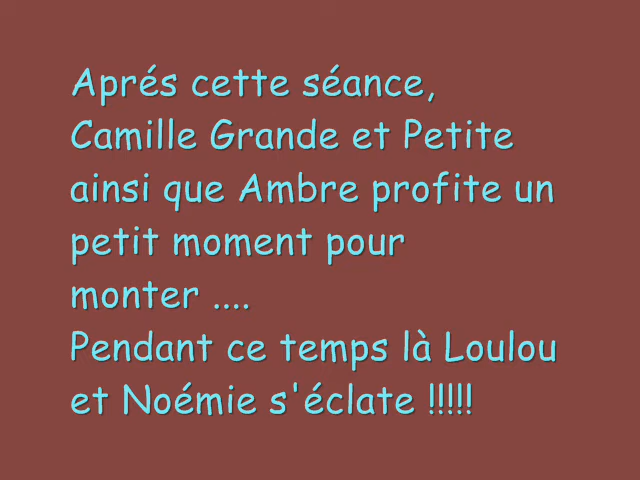 Aprés cette séance,
Camille Grande et Petite
ainsi que Ambre profite un
petit moment pour
monter ....
Pendant ce temps là Loulou
et Noémie s'éclate !!!!!